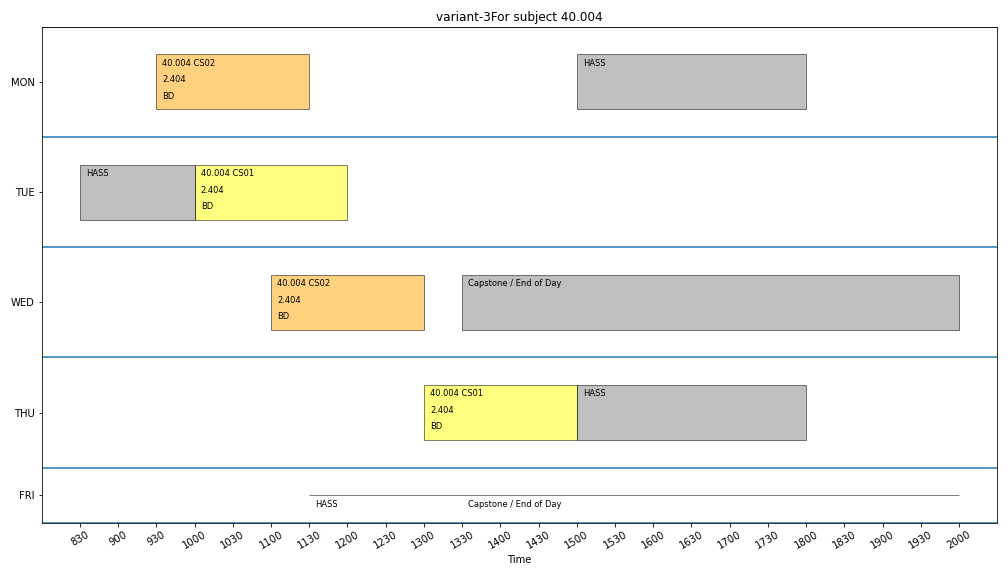 variant-3For subject 40.004
MON
40.004 CS02
2.404
BD
HASS
TUE
HASS
40.004 CS01
2.404
BD
WED
40.004 CS02
2.404
BD
Capstone / End of Day
THU
40.004 CS01
2.404
BD
HASS
FRI
HASS
Capstone / End of Day
830 900 930 1000 1030 1100 1130 1200 1230 1300 1330 1400 1430 1500 1530 1600 1630 1700 1730 1800 1830 1900 1930 2000
Time